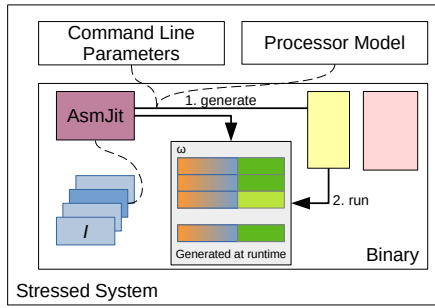 Command Line
Parameters
Processor Model
AsmJit
1. generate
ω
I
2. run
Generated at runtime
Binary
Stressed System